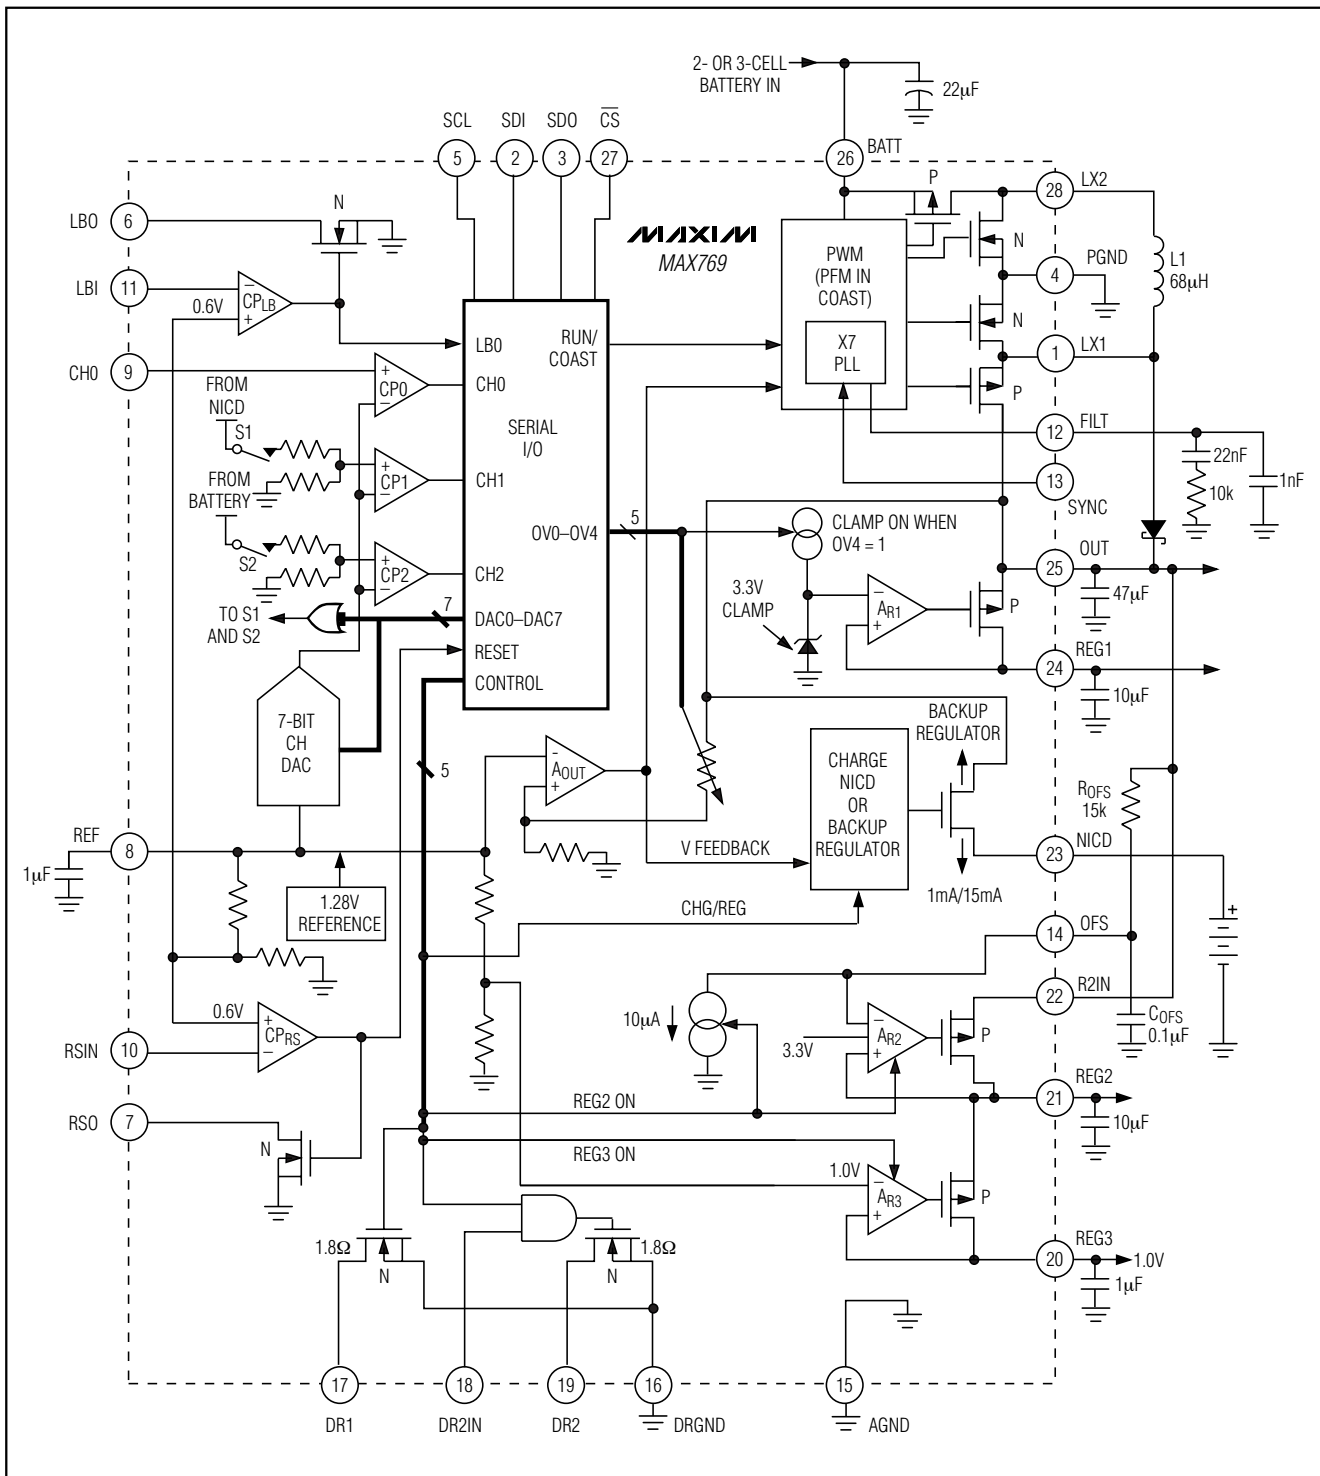 2- OR 3-CELL
BATTERY IN
22µF
SCL
SDI
SDO
CS
5
2
3
27
26
BATT
P
28
LX2
LBO
6
N
MAXIM
MAX769
PWM
(PFM IN
COAST)
N
4
PGND
L1
68µH
LBI
11
0.6V
−
CPLB
+
N
LB0
RUN/
COAST
X7
PLL
1
LX1
CH0
9
FROM
NICD
S1
+
CP0
−
CH0
P
SERIAL
I/O
12
FILT
22nF
1nF
10k
+
CP1
−
CH1
13
SYNC
FROM
BATTERY
S2
OV0–OV4
5
CLAMP ON WHEN
OV4 = 1
+
CP2
−
CH2
25
OUT
47µF
3.3V
CLAMP
−
AR1
+
P
TO S1
AND S2
7
DAC0–DAC7
RESET
CONTROL
24
REG1
10µF
7-BIT
CH
DAC
5
-
AOUT
+
BACKUP
REGULATOR
CHARGE
NICD
OR
BACKUP
REGULATOR
ROFS
15k
REF
8
1µF
V FEEDBACK
23
NICD
1mA/15mA
1.28V
REFERENCE
CHG/REG
+
14
OFS
22
R2IN
0.6V
+
CPRS
−
10µA
3.3V
−
AR2
+
P
COFS
0.1µF
RSIN
10
REG2 ON
21
REG2
10µF
RSO
7
N
REG3 ON
1.0V
−
AR3
+
P
1.8Ω
N
1.8Ω
N
20
REG3
1.0V
1µF
17
18
19
16
15
DR1
DR2IN
DR2
DRGND
AGND